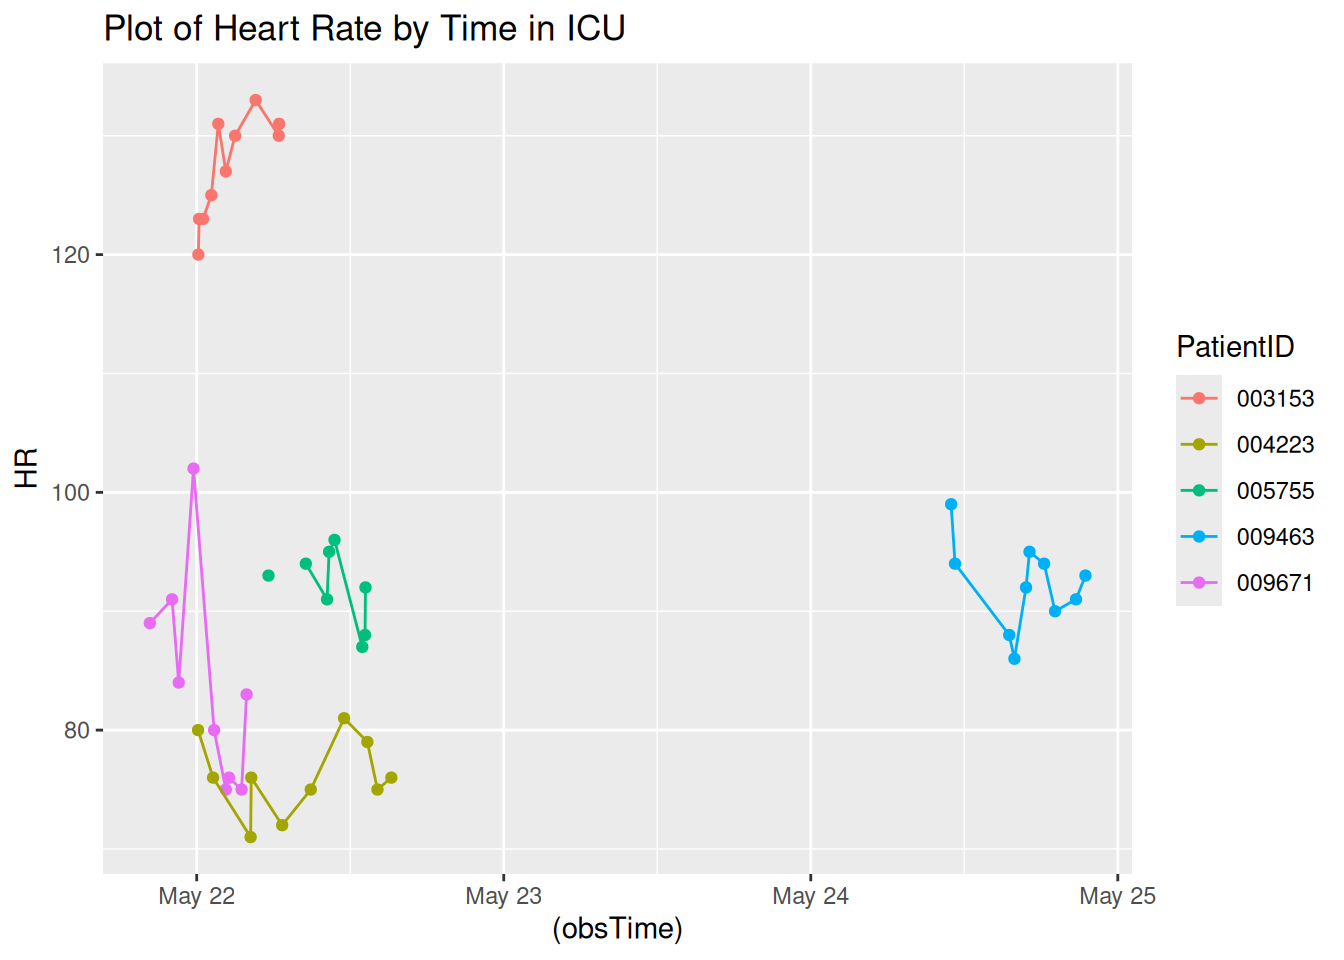 Plot of Heart Rate by Time in ICU
HR
120
100
80
May 22
May 23
May 24
May 25
(obsTime)
PatientID
003153
004223
005755
009463
009671